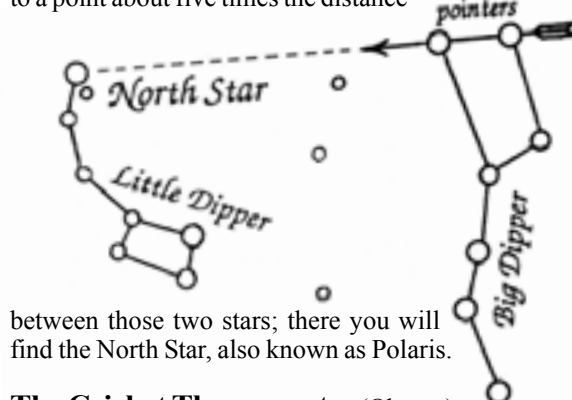 to a point about five times the distance
pointers
North Star
Little Dipper
Big Dipper
between those two stars; there you will
find the North Star, also known as Polaris.